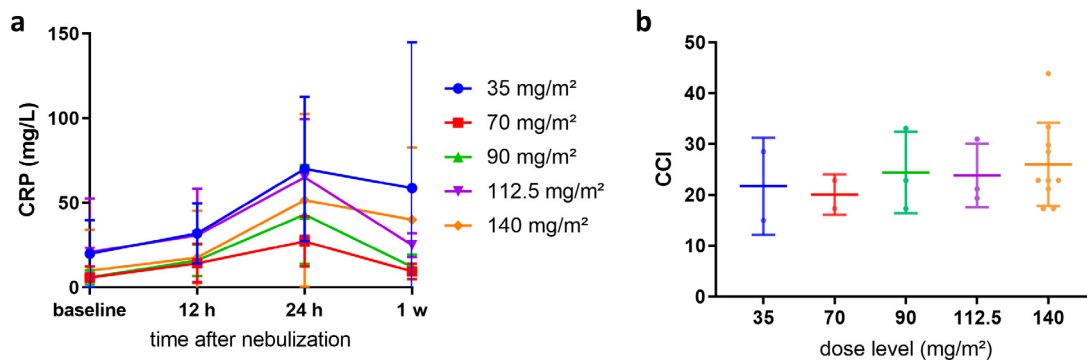 a
CRP (mg/L)
150
100
50
0
baseline 12 h 24 h 1 w
time after nebulization
35 mg/m²
70 mg/m²
90 mg/m²
112.5 mg/m²
140 mg/m²
b
CCI
50
40
30
20
10
0
35 70 90 112.5 140
dose level (mg/m²)